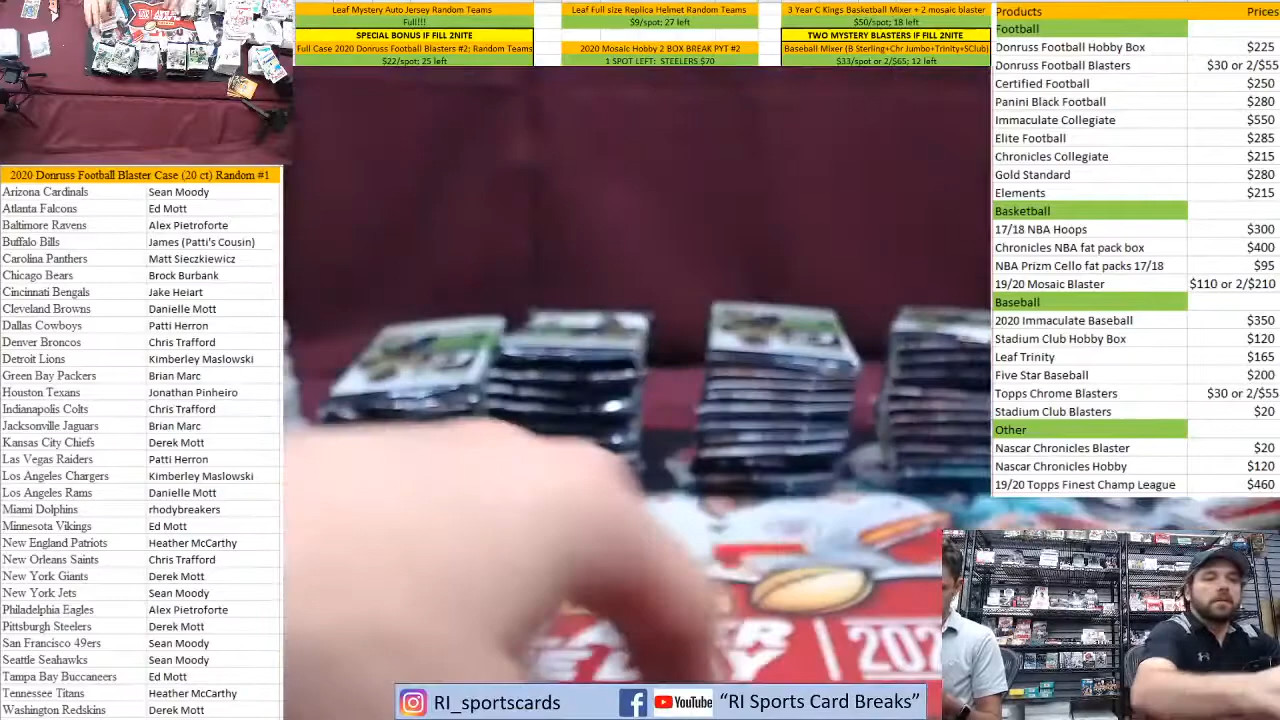 Leaf Mystery Auto Jersey Random Teams
Full!!!
SPECIAL BONUS IF FILL 2NITE
Full Case 2020 Donruss Football Blasters #2; Random Teams
$22/spot; 25 left
Leaf Full size Replica Helmet Random Teams
$9/spot; 27 left
2020 Mosaic Hobby 2 BOX BREAK PYT #2
1 SPOT LEFT: STEELERS $70
3 Year C Kings Basketball Mixer + 2 mosaic blaster
$50/spot; 18 left
TWO MYSTERY BLASTERS IF FILL 2NITE
Baseball Mixer (B Sterling+Chr Jumbo+Trinity+SClub)
$33/spot or 2/$65; 12 left
Products Prices
Football
Donruss Football Hobby Box $225
Donruss Football Blasters $30 or 2/$55
Certified Football $250
Panini Black Football $280
Immaculate Collegiate $550
Elite Football $285
Chronicles Collegiate $215
Gold Standard $280
Elements $215
Basketball
17/18 NBA Hoops $300
Chronicles NBA fat pack box $400
NBA Prizm Cello fat packs 17/18 $95
19/20 Mosaic Blaster $110 or 2/$210
Baseball
2020 Immaculate Baseball $350
Stadium Club Hobby Box $120
Leaf Trinity $165
Five Star Baseball $200
Topps Chrome Blasters $30 or 2/$55
Stadium Club Blasters $20
Other
Nascar Chronicles Blaster $20
Nascar Chronicles Hobby $120
19/20 Topps Finest Champ League $460
2020 Donruss Football Blaster Case (20 ct) Random #1
Arizona Cardinals Sean Moody
Atlanta Falcons Ed Mott
Baltimore Ravens Alex Pietroforte
Buffalo Bills James (Patti's Cousin)
Carolina Panthers Matt Sieczkiewicz
Chicago Bears Brock Burbank
Cincinnati Bengals Jake Heiart
Cleveland Browns Danielle Mott
Dallas Cowboys Patti Herron
Denver Broncos Chris Trafford
Detroit Lions Kimberley Maslowski
Green Bay Packers Brian Marc
Houston Texans Jonathan Pinheiro
Indianapolis Colts Chris Trafford
Jacksonville Jaguars Brian Marc
Kansas City Chiefs Derek Mott
Las Vegas Raiders Patti Herron
Los Angeles Chargers Kimberley Maslowski
Los Angeles Rams Danielle Mott
Miami Dolphins rhodybreakers
Minnesota Vikings Ed Mott
New England Patriots Heather McCarthy
New Orleans Saints Chris Trafford
New York Giants Derek Mott
New York Jets Sean Moody
Philadelphia Eagles Alex Pietroforte
Pittsburgh Steelers Derek Mott
San Francisco 49ers Sean Moody
Seattle Seahawks Sean Moody
Tampa Bay Buccaneers Ed Mott
Tennessee Titans Heather McCarthy
Washington Redskins Derek Mott
RI_sportscards
YouTube
"RI Sports Card Breaks"